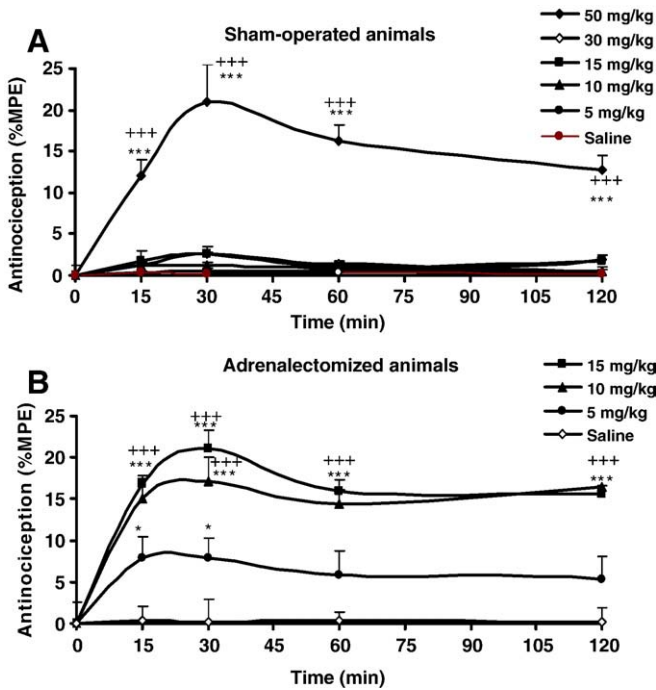 A
Sham-operated animals
50 mg/kg
30 mg/kg
15 mg/kg
10 mg/kg
5 mg/kg
Saline
Antinociception (%MPE)
25
20
15
10
5
0
+++
***
+++
***
+++
***
+++
***
0 15 30 45 60 75 90 105 120
Time (min)
B
Adrenalectomized animals
15 mg/kg
10 mg/kg
5 mg/kg
Saline
Antinociception (%MPE)
25
20
15
10
5
0
+++
***
+++
***
+++
***
+++
***
+++
***
*
*
0 15 30 45 60 75 90 105 120
Time (min)